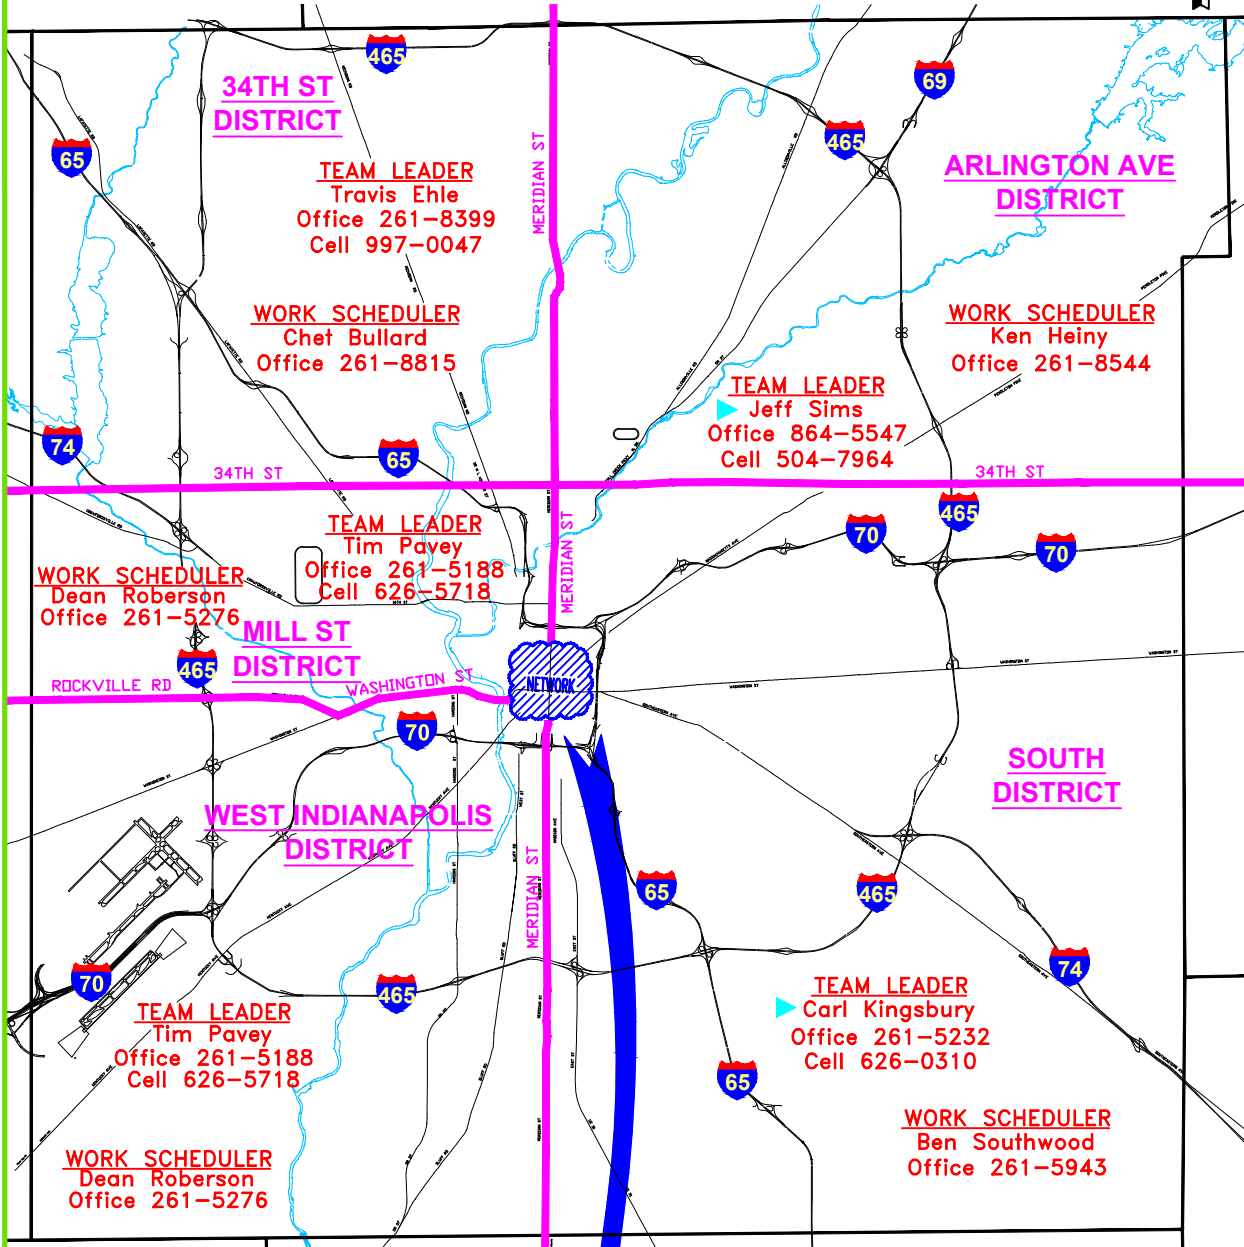 465
69
34TH ST
DISTRICT
465
65
MERIDIAN ST
ARLINGTON AVE
DISTRICT
TEAM LEADER
Travis Ehle
Office 261-8399
Cell 997-0047
WORK SCHEDULER
Chet Bullard
Office 261-8815
WORK SCHEDULER
Ken Heiny
Office 261-8544
TEAM LEADER
Jeff Sims
Office 864-5547
Cell 504-7964
74
65
34TH ST
34TH ST
465
70
70
MERIDIAN ST
TEAM LEADER
Tim Pavey
Office 261-5188
Cell 626-5718
WORK SCHEDULER
Dean Roberson
Office 261-5276
MILL ST
DISTRICT
465
ROCKVILLE RD
WASHINGTON ST
NETWORK
WASHINGTON ST
WASHINGTON ST
WASHINGTON ST
70
SOUTH
DISTRICT
WEST INDIANAPOLIS
DISTRICT
MERIDIAN ST
65
465
70
465
74
TEAM LEADER
Tim Pavey
Office 261-5188
Cell 626-5718
TEAM LEADER
Carl Kingsbury
Office 261-5232
Cell 626-0310
65
WORK SCHEDULER
Dean Roberson
Office 261-5276
WORK SCHEDULER
Ben Southwood
Office 261-5943